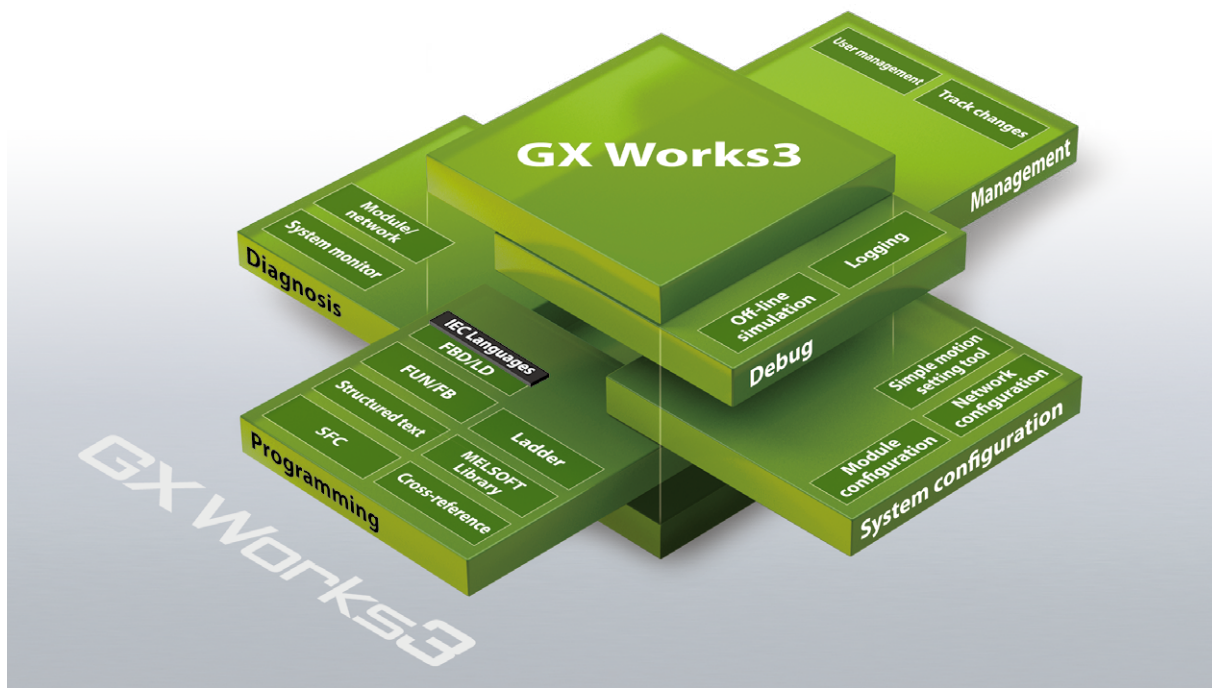 GX Works3
User management
Track changes
Management
Module/
network
System monitor
Diagnosis
Logging
Off-line
simulation
Debug
IEC Languages
FBD/LD
FUN/FB
Structured text
SFC
Ladder
MELSOFT
Library
Cross-reference
Programming
Simple motion
setting tool
Network
configuration
Module
configuration
System configuration
GX Works3